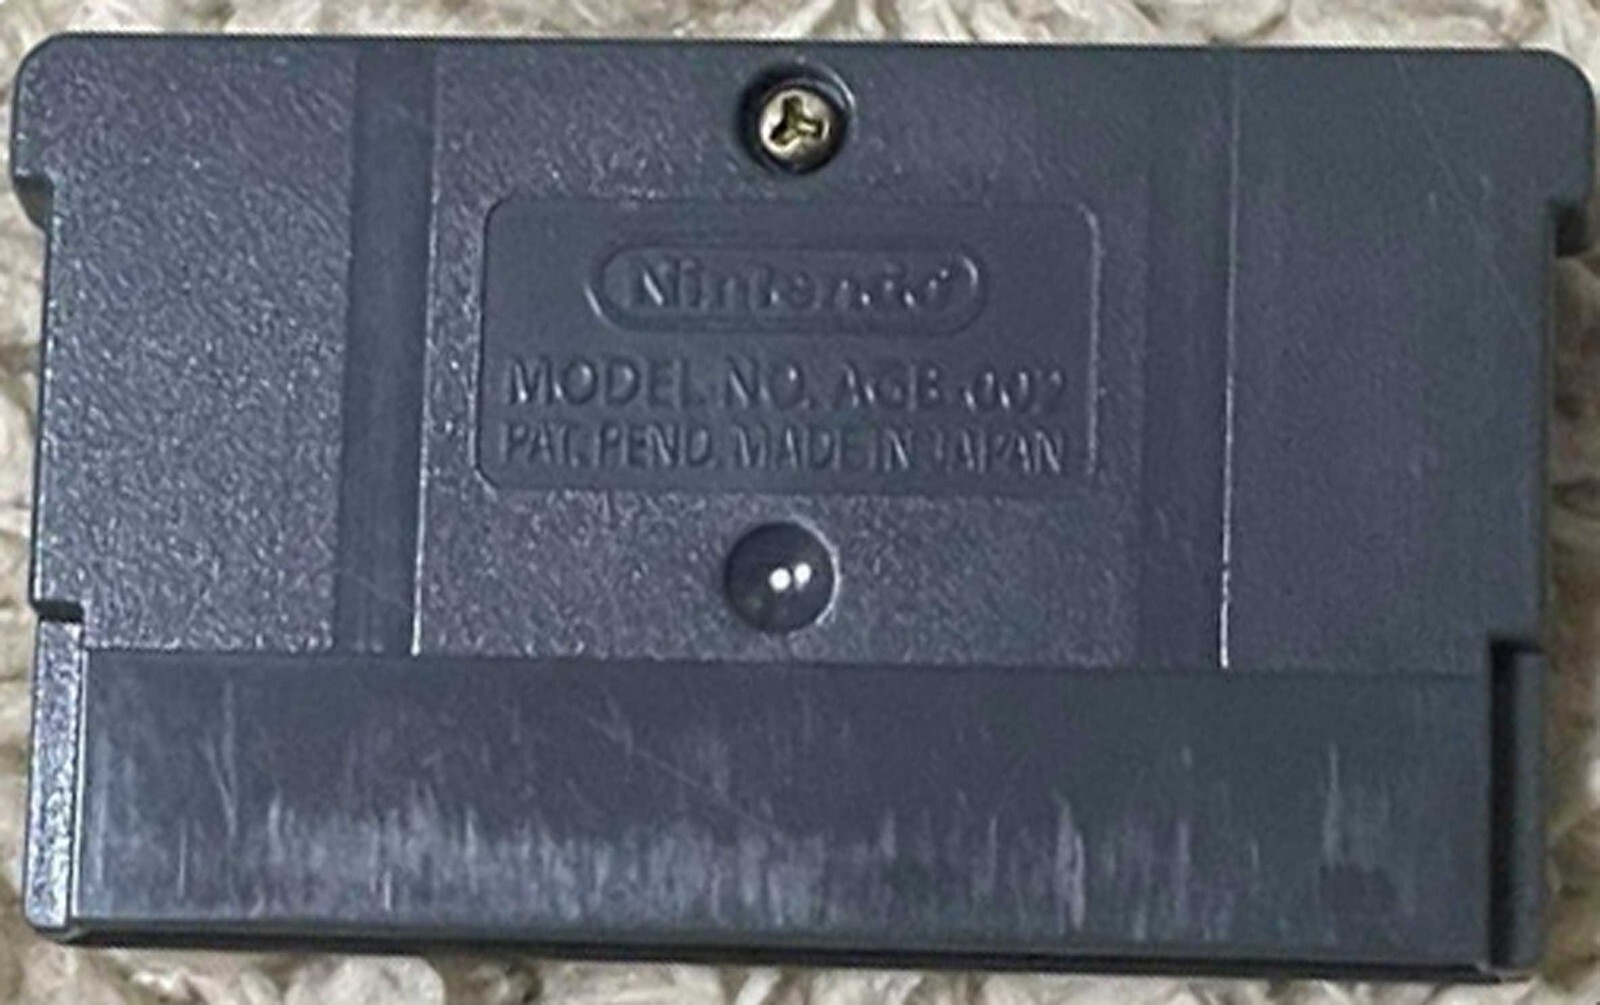 Nintendo
MODEL NO. AGB-002
PAT. PEND. MADE IN JAPAN